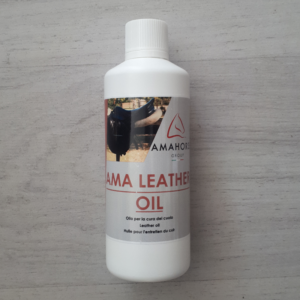 AMAHOR
AMA LEATHE
OIL
Olio per la cura del cuoio
Leather oil
Huile pour l'entretien du cuir